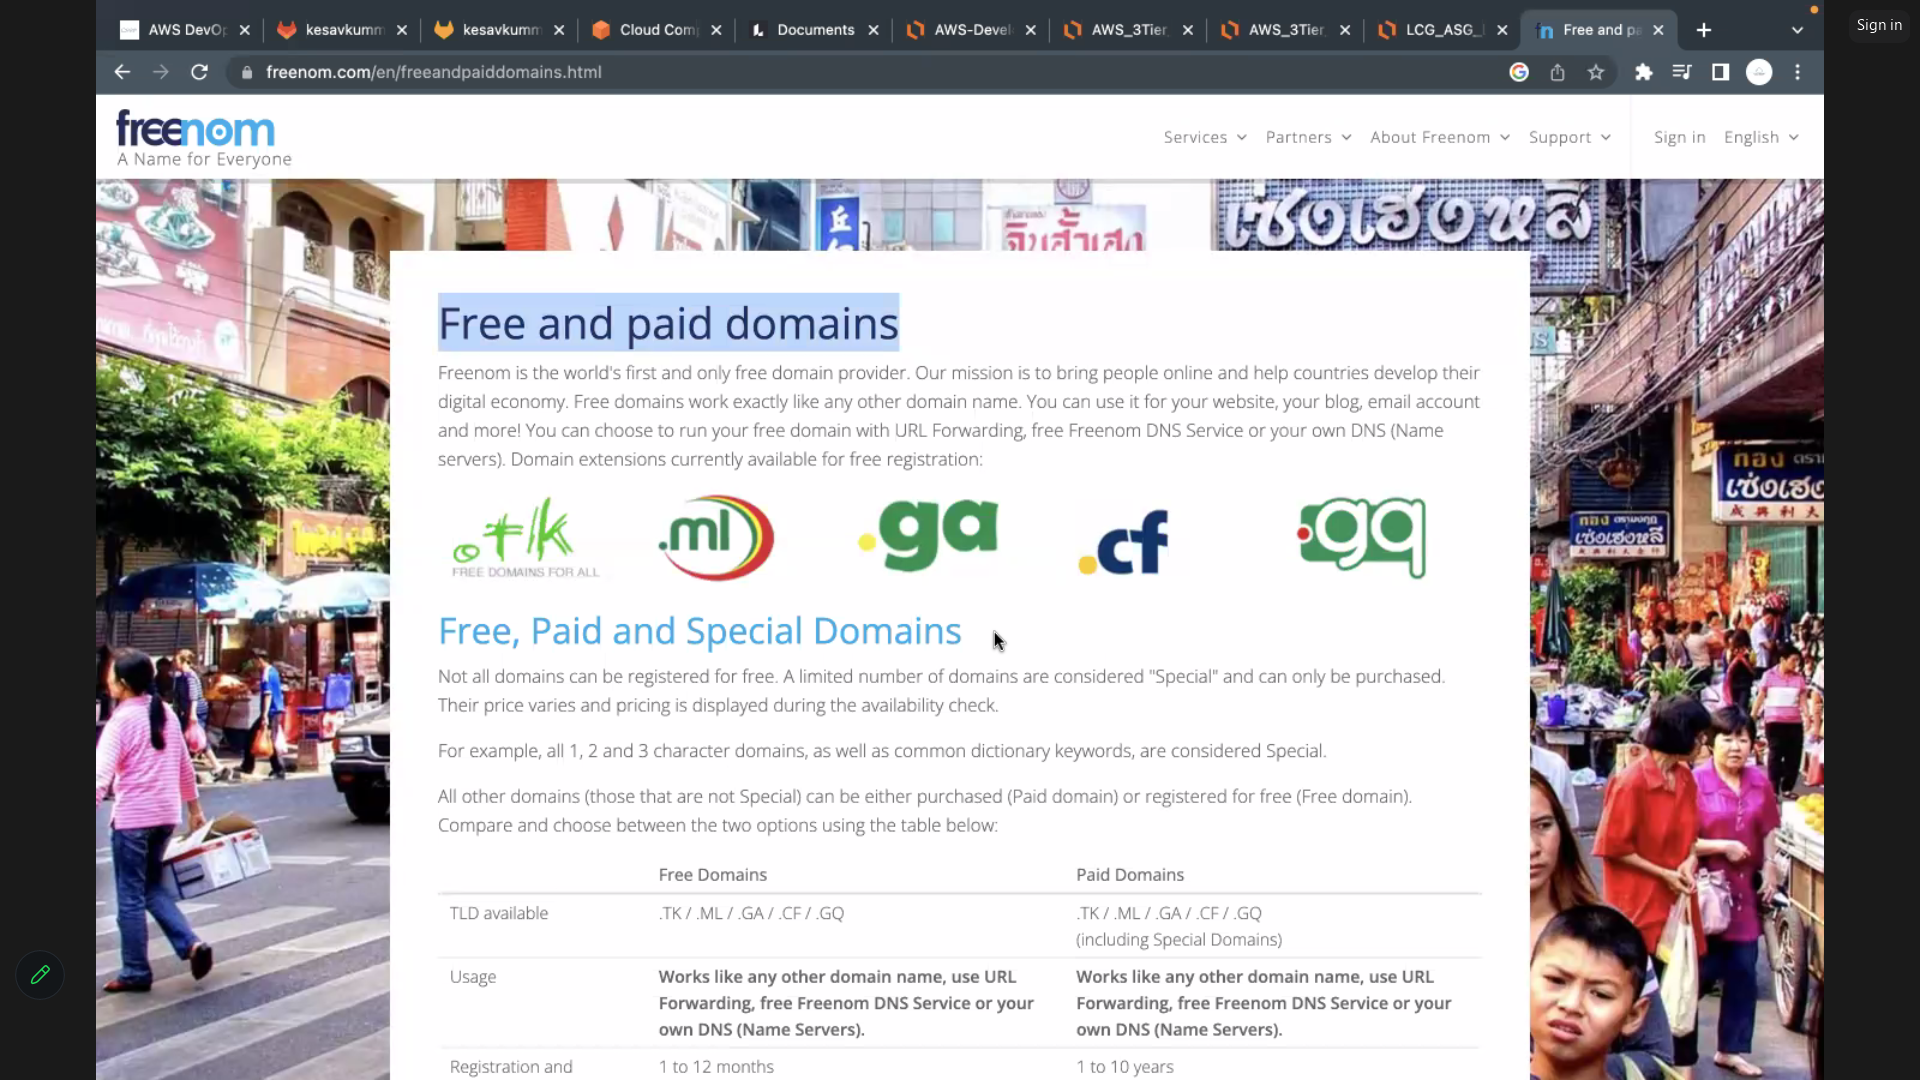 Sign in
AWS DevOp
kesavkumm
kesavkumm
Cloud Com
Documents
AWS-Devel
AWS_3Tier_
AWS_3Tier_
LCG_ASG_
Free and pa
freenom.com/en/freeandpaiddomains.html
freenom
A Name for Everyone
Services
Partners
About Freenom
Support
Sign in
English
เซ่งเฮงหลี
Free and paid domains
Freenom is the world's first and only free domain provider. Our mission is to bring people online and help countries develop their
digital economy. Free domains work exactly like any other domain name. You can use it for your website, your blog, email account
and more! You can choose to run your free domain with URL Forwarding, free Freenom DNS Service or your own DNS (Name
servers). Domain extensions currently available for free registration:
.tk
FREE DOMAINS FOR ALL
.ml
.ga
.cf
.gq
Free, Paid and Special Domains
Not all domains can be registered for free. A limited number of domains are considered "Special" and can only be purchased.
Their price varies and pricing is displayed during the availability check.
For example, all 1, 2 and 3 character domains, as well as common dictionary keywords, are considered Special.
All other domains (those that are not Special) can be either purchased (Paid domain) or registered for free (Free domain).
Compare and choose between the two options using the table below:
Free Domains
Paid Domains
TLD available
.TK / .ML / .GA / .CF / .GQ
.TK / .ML / .GA / .CF / .GQ
(including Special Domains)
Usage
Works like any other domain name, use URL
Forwarding, free Freenom DNS Service or your
own DNS (Name Servers).
Works like any other domain name, use URL
Forwarding, free Freenom DNS Service or your
own DNS (Name Servers).
Registration and
1 to 12 months
1 to 10 years